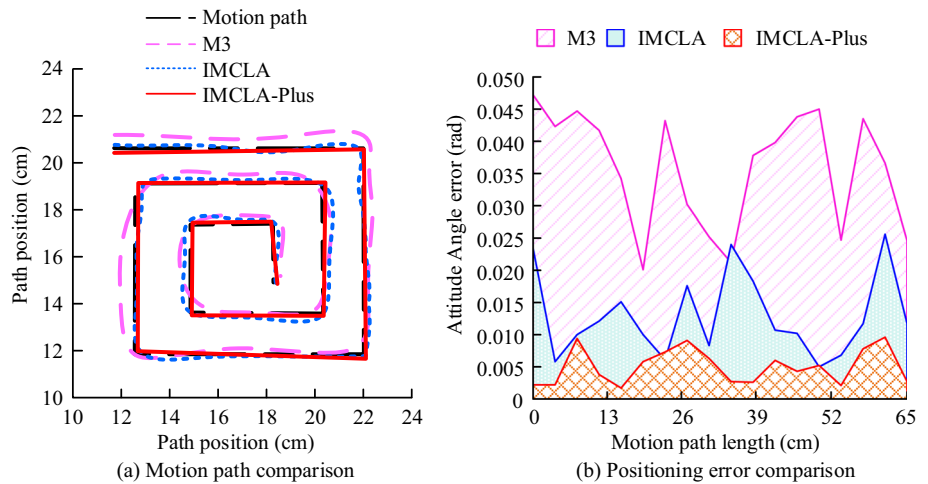 Motion path
M3
IMCLA
IMCLA-Plus
24
22
20
18
16
14
12
10
Path position (cm)
10 12 14 16 18 20 22 24
Path position (cm)
(a) Motion path comparison
M3 IMCLA IMCLA-Plus
0.050
0.045
0.040
0.035
0.030
0.025
0.020
0.015
0.010
0.005
0
Attitude Angle error (rad)
0 13 26 39 52 65
Motion path length (cm)
(b) Positioning error comparison